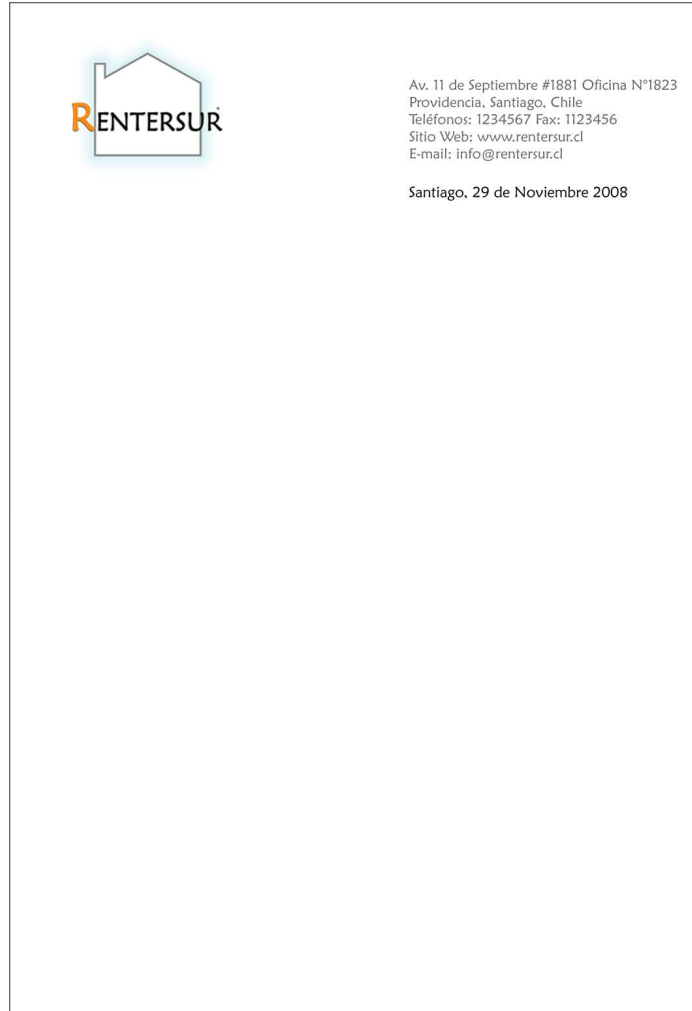 RENTERSUR
Av. 11 de Septiembre #1881 Oficina N°1823
Providencia, Santiago, Chile
Teléfonos: 1234567 Fax: 1123456
Sitio Web: www.rentersur.cl
E-mail: info@rentersur.cl
Santiago, 29 de Noviembre 2008